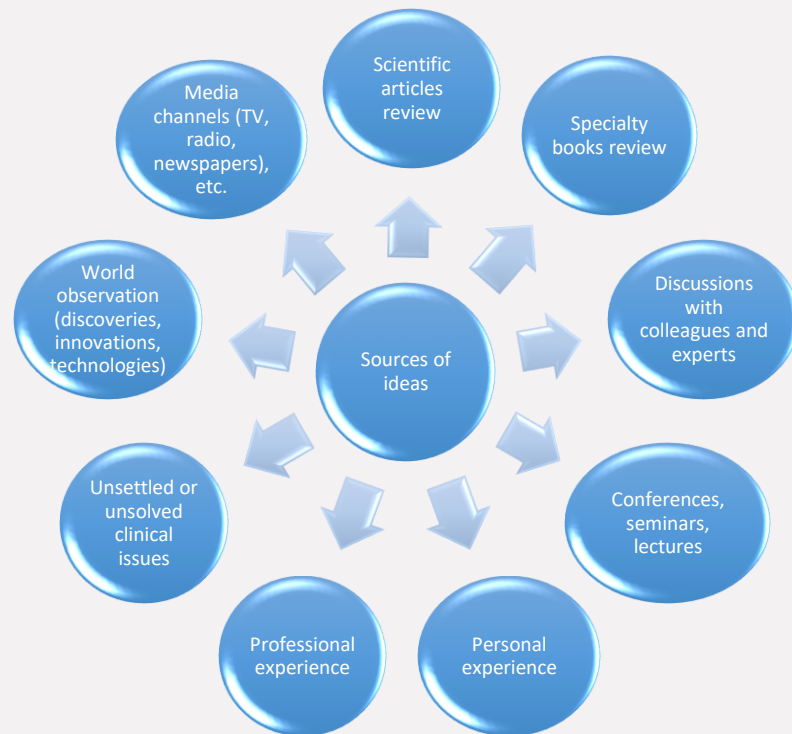 Scientific
articles
review
Specialty
books review
Discussions
with
colleagues and
experts
Conferences,
seminars,
lectures
Personal
experience
Professional
experience
Unsettled or
unsolved
clinical
issues
World
observation
(discoveries,
innovations,
technologies)
Media
channels (TV,
radio,
newspapers),
etc.
Sources of
ideas